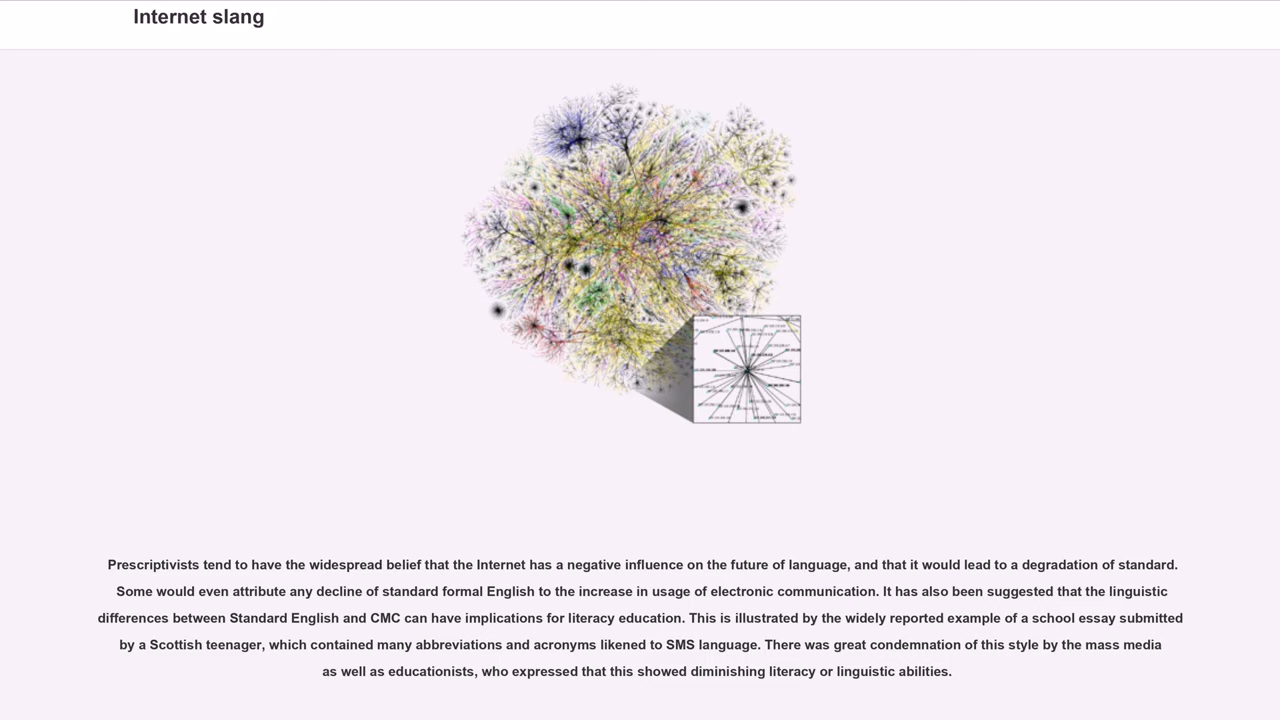 Internet slang
Prescriptivists tend to have the widespread belief that the Internet has a negative influence on the future of language, and that it would lead to a degradation of standard.
Some would even attribute any decline of standard formal English to the increase in usage of electronic communication. It has also been suggested that the linguistic
differences between Standard English and CMC can have implications for literacy education. This is illustrated by the widely reported example of a school essay submitted
by a Scottish teenager, which contained many abbreviations and acronyms likened to SMS language. There was great condemnation of this style by the mass media
as well as educationists, who expressed that this showed diminishing literacy or linguistic abilities.